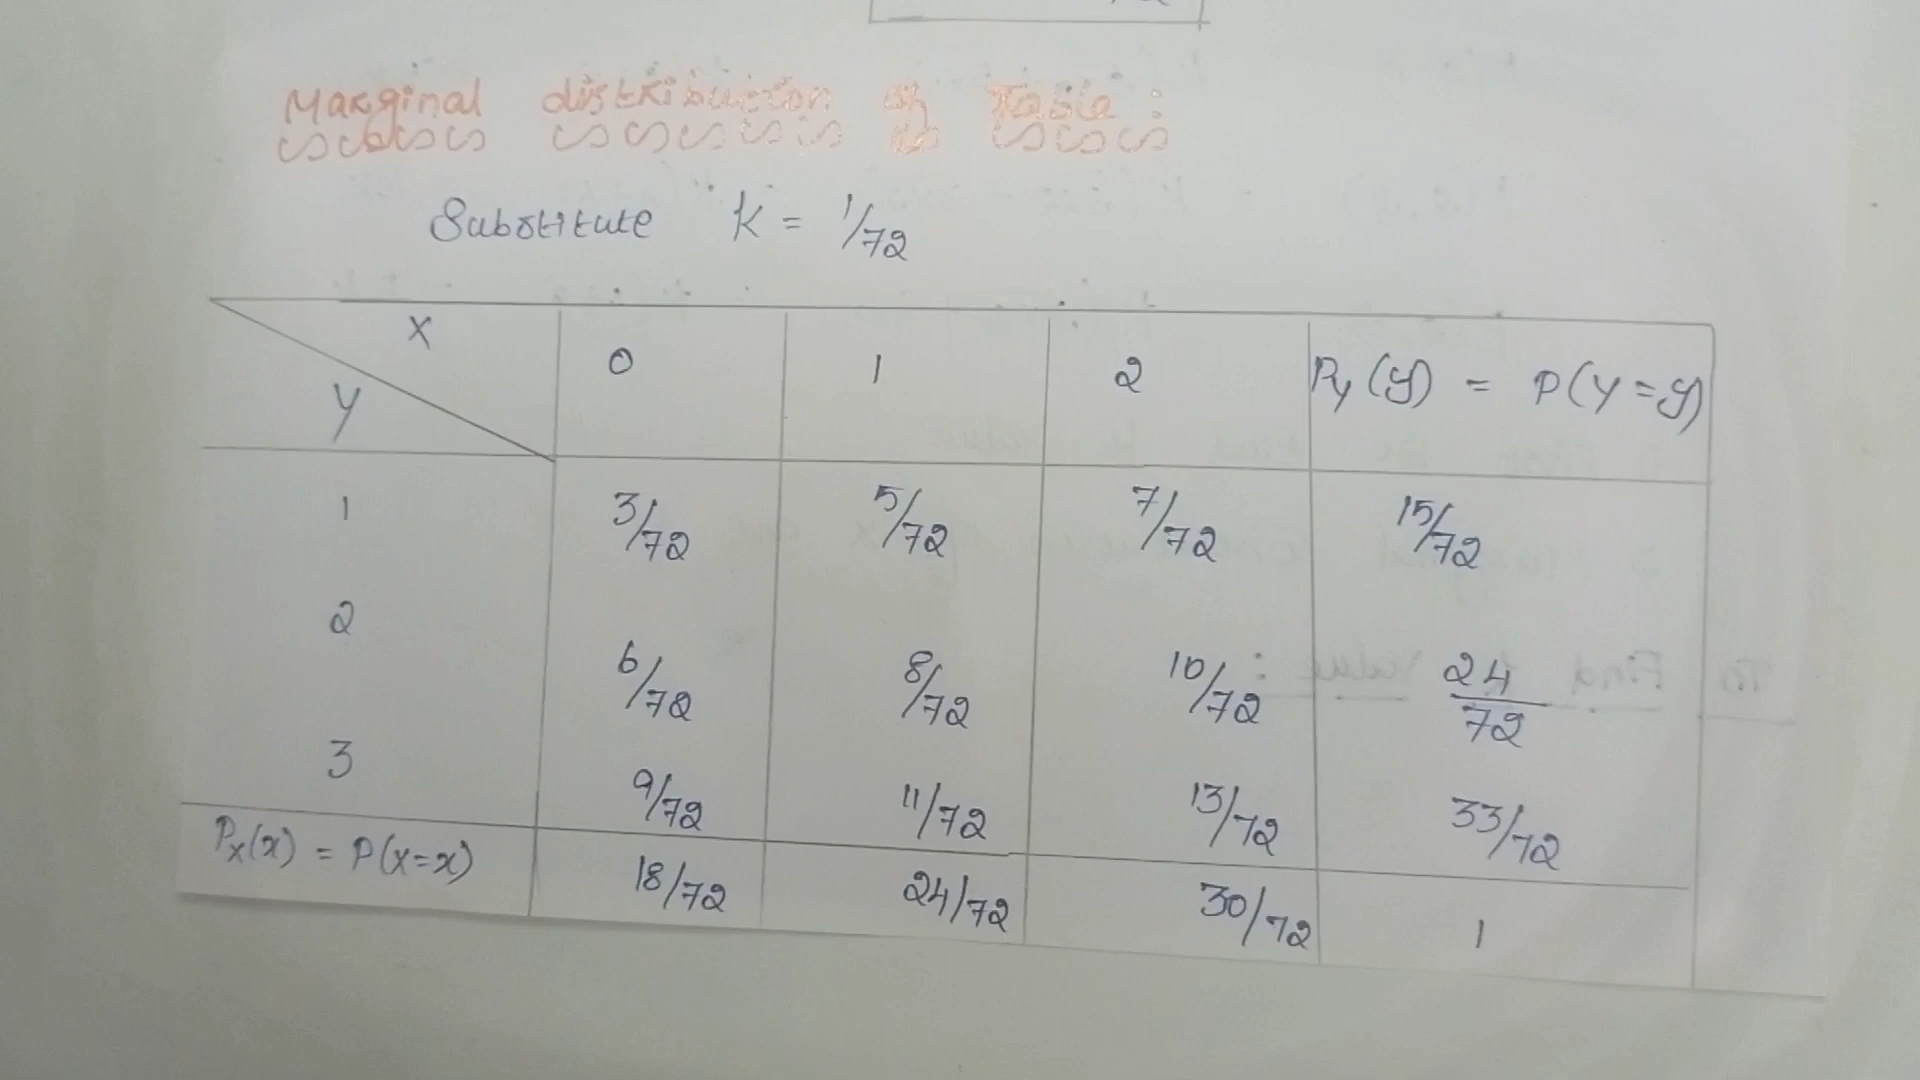 Marginal distribution of Table :
Substitute K = 1/72
X
Y
0 1 2 Py(y) = P(Y=y)
1 3/72 5/72 7/72 15/72
2 6/72 8/72 10/72 24/72
3 9/72 11/72 13/72 33/72
Px(x) = P(X=x) 18/72 24/72 30/72 1